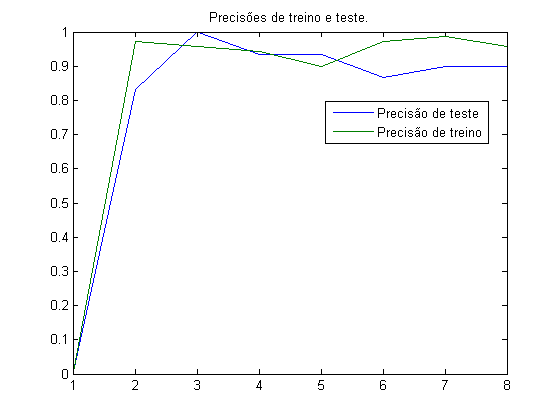 Precisões de treino e teste.
1
0.9
0.8
0.7
0.6
0.5
0.4
0.3
0.2
0.1
0
Precisão de teste
Precisão de treino
1 2 3 4 5 6 7 8